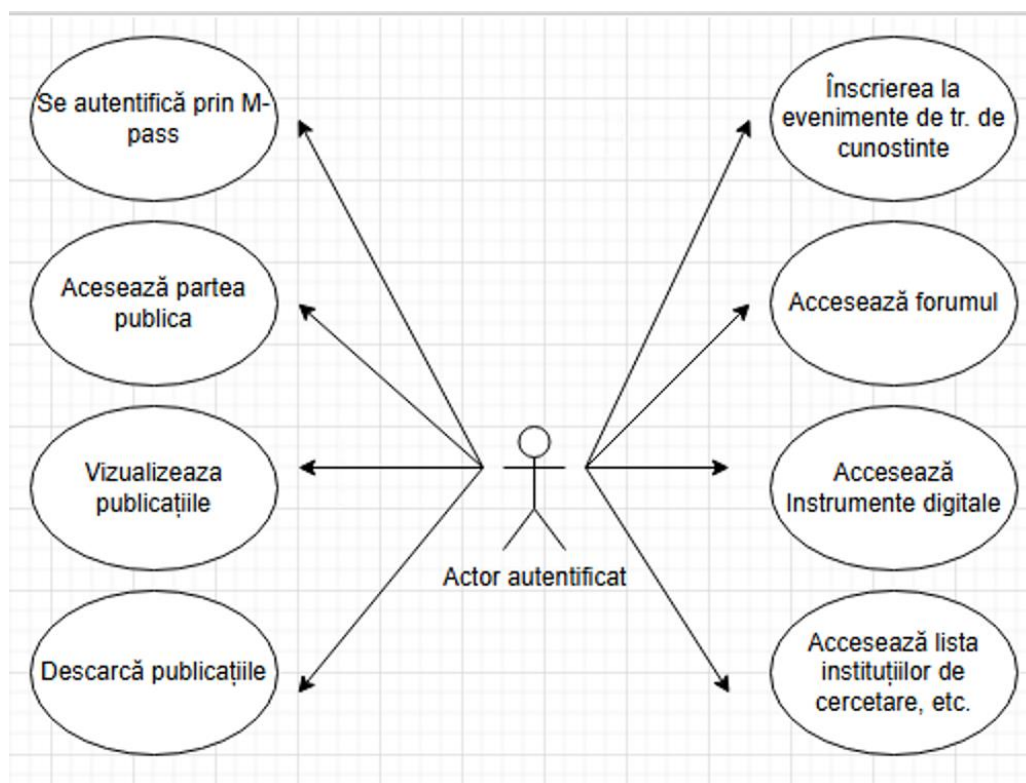 Se autentifică prin M-
pass
Acesează partea
publica
Vizualizeaza
publicațiile
Descarcă publicațiile
Actor autentificat
Înscrierea la
evenimente de tr. de
cunostinte
Accesează forumul
Accesează
Instrumente digitale
Accesează lista
instituțiilor de
cercetare, etc.